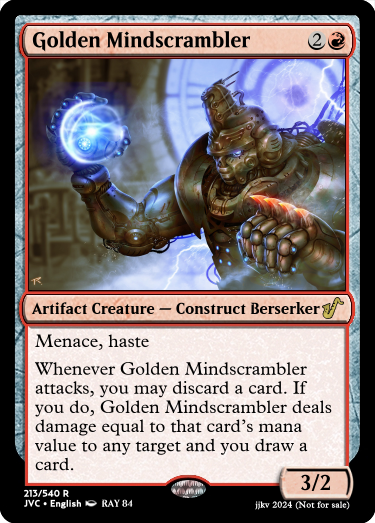 Golden Mindscrambler 2
Artifact Creature — Construct Berserker
Menace, haste
Whenever Golden Mindscrambler
attacks, you may discard a card. If
you do, Golden Mindscrambler deals
damage equal to that card's mana
value to any target and you draw a
card.
3/2
213/540 R
JVC • English RAY 84
jjkv 2024 (Not for sale)